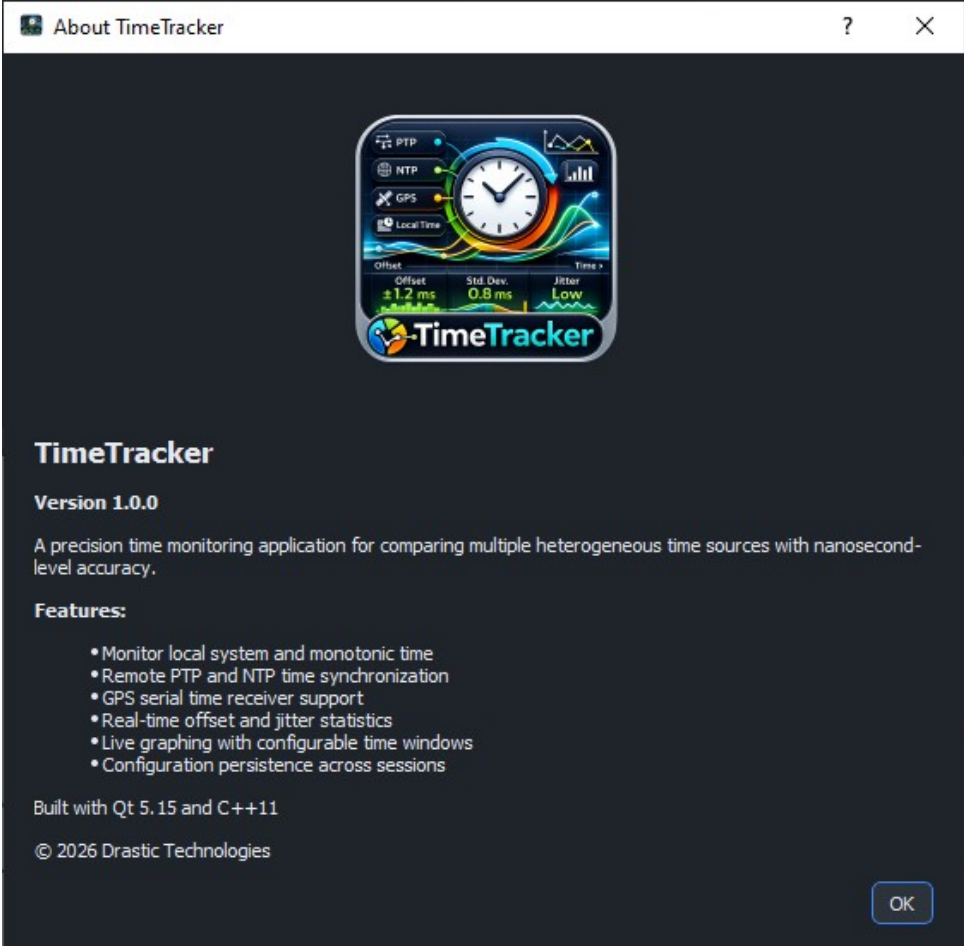 About TimeTracker
?
PTP
NTP
GPS
Local Time
Offset
Time >
Offset
Std. Dev.
Jitter
±1.2 ms
0.8 ms
Low
TimeTracker
TimeTracker
Version 1.0.0
A precision time monitoring application for comparing multiple heterogeneous time sources with nanosecond-
level accuracy.
Features:
• Monitor local system and monotonic time
• Remote PTP and NTP time synchronization
• GPS serial time receiver support
• Real-time offset and jitter statistics
• Live graphing with configurable time windows
• Configuration persistence across sessions
Built with Qt 5.15 and C++11
© 2026 Drastic Technologies
OK